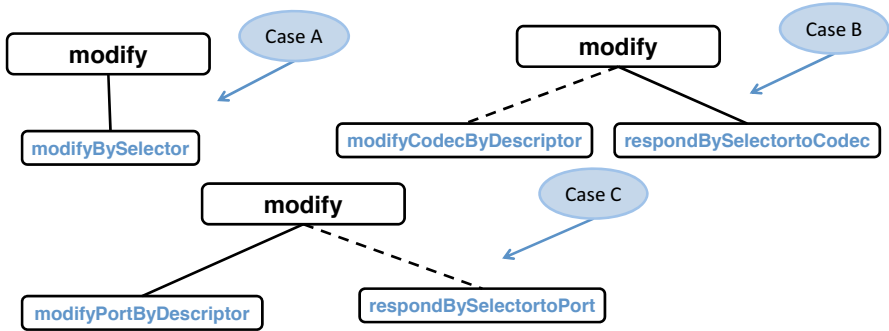 Case A
modify
modifyBySelector
Case B
modify
modifyCodecByDescriptor
respondBySelectortoCodec
Case C
modify
modifyPortByDescriptor
respondBySelectortoPort